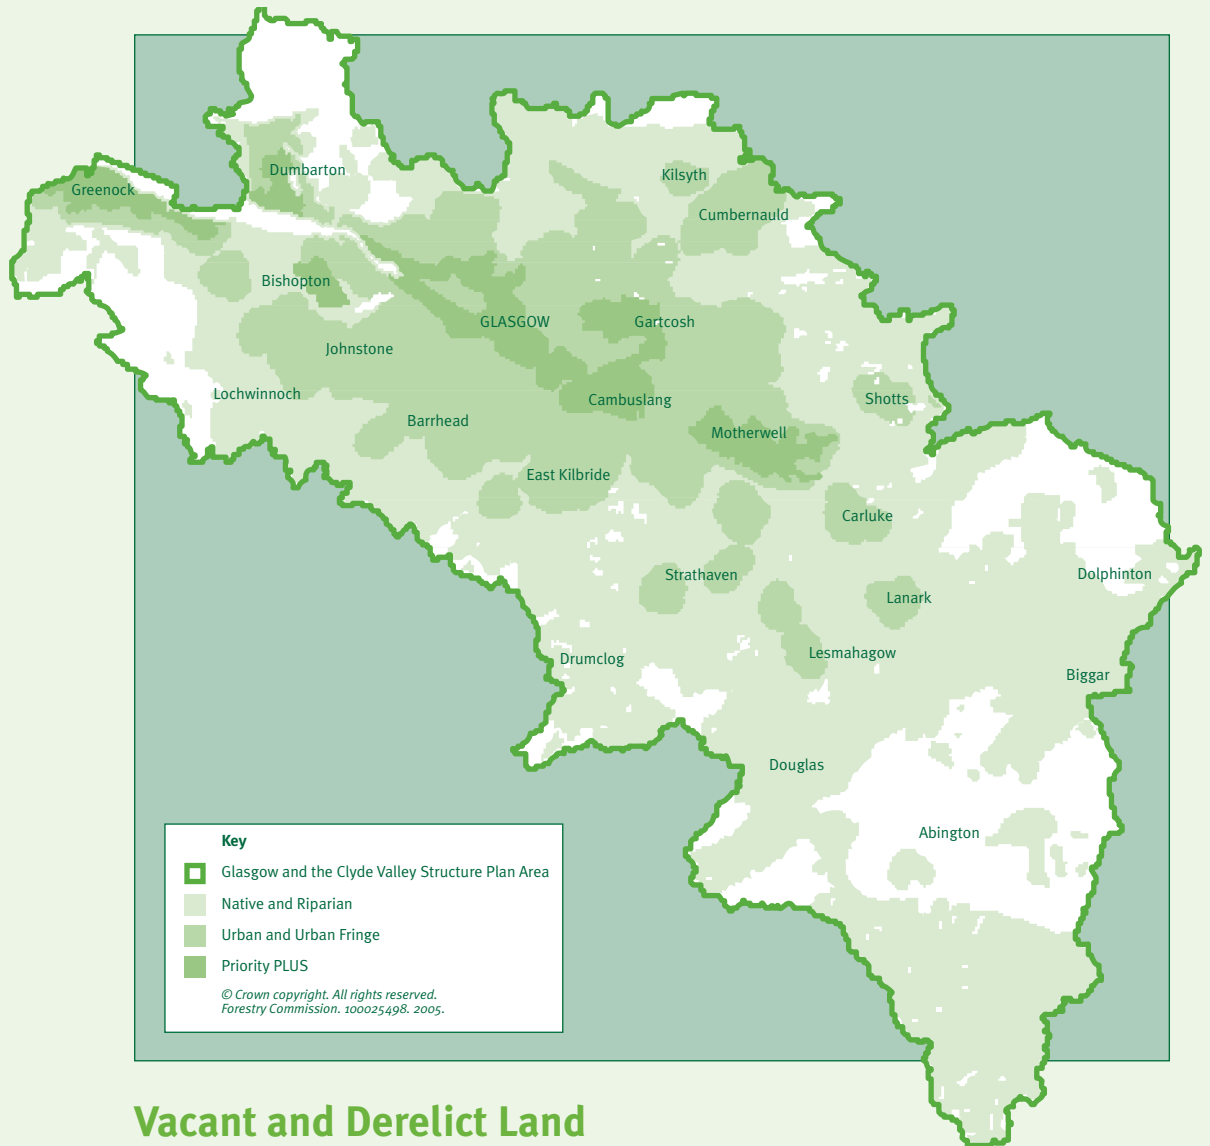 Dumbarton
Greenock
Kilsyth
Cumbernauld
Bishopton
GLASGOW
Gartcosh
Johnstone
Lochwinnoch
Cambuslang
Shotts
Barrhead
Motherwell
East Kilbride
Carluke
Strathaven
Dolphinton
Lanark
Drumclog
Lesmahagow
Biggar
Douglas
Abington
Key
Glasgow and the Clyde Valley Structure Plan Area
Native and Riparian
Urban and Urban Fringe
Priority PLUS
© Crown copyright. All rights reserved.
Forestry Commission. 100025498. 2005.
Vacant and Derelict Land